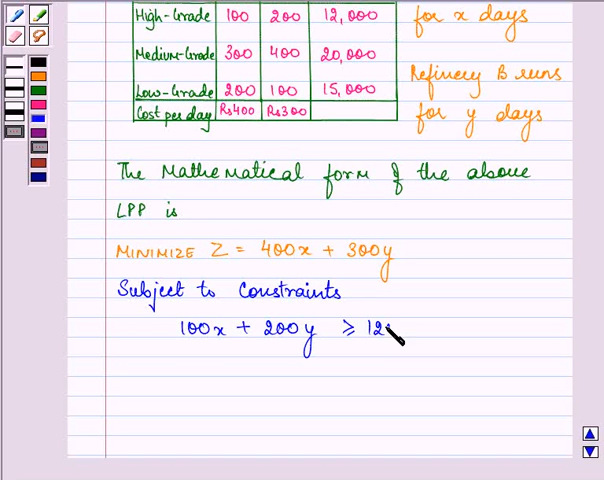 High-Grade 100 200 12,000 for x days
Medium-Grade 300 400 20,000
Refinery B runs
Low-Grade 200 100 15,000
Cost per day Rs400 Rs300 for y days
The Mathematical form of the above
LPP is
MINIMIZE Z = 400x + 300y
Subject to Constraints
100x + 200y ≥ 12